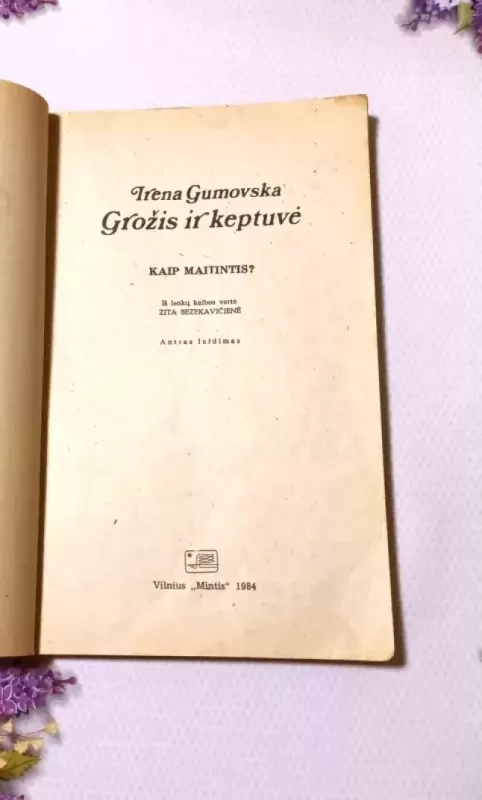 Irena Gumovska
Grožis ir keptuvė
KAIP MAITINTIS?
Iš lenkų kalbos vertė
ZITA BEZEKAVIČIENĖ
Antras leidimas
Vilnius „Mintis“ 1984